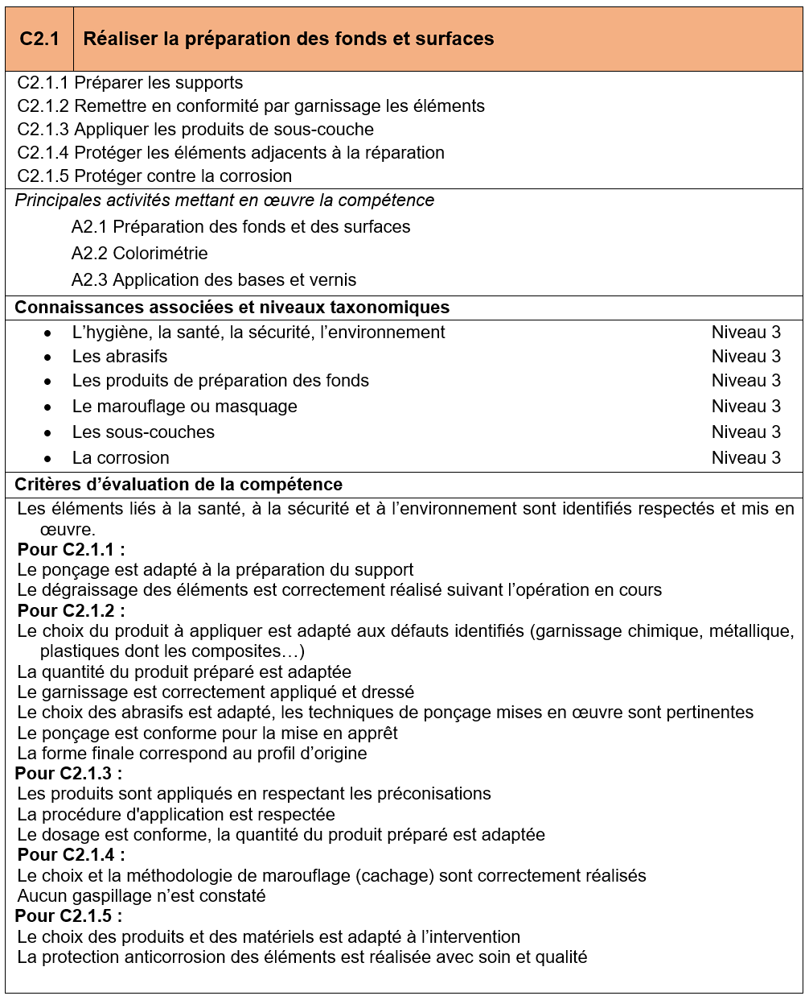 C2.1 Réaliser la préparation des fonds et surfaces
C2.1.1 Préparer les supports
C2.1.2 Remettre en conformité par garnissage les éléments
C2.1.3 Appliquer les produits de sous-couche
C2.1.4 Protéger les éléments adjacents à la réparation
C2.1.5 Protéger contre la corrosion
Principales activités mettant en œuvre la compétence
A2.1 Préparation des fonds et des surfaces
A2.2 Colorimétrie
A2.3 Application des bases et vernis
Connaissances associées et niveaux taxonomiques
• L’hygiène, la santé, la sécurité, l’environnement Niveau 3
• Les abrasifs Niveau 3
• Les produits de préparation des fonds Niveau 3
• Le marouflage ou masquage Niveau 3
• Les sous-couches Niveau 3
• La corrosion Niveau 3
Critères d’évaluation de la compétence
Les éléments liés à la santé, à la sécurité et à l’environnement sont identifiés respectés et mis en
œuvre.
Pour C2.1.1 :
Le ponçage est adapté à la préparation du support
Le dégraissage des éléments est correctement réalisé suivant l’opération en cours
Pour C2.1.2 :
Le choix du produit à appliquer est adapté aux défauts identifiés (garnissage chimique, métallique,
plastiques dont les composites…)
La quantité du produit préparé est adaptée
Le garnissage est correctement appliqué et dressé
Le choix des abrasifs est adapté, les techniques de ponçage mises en œuvre sont pertinentes
Le ponçage est conforme pour la mise en apprêt
La forme finale correspond au profil d’origine
Pour C2.1.3 :
Les produits sont appliqués en respectant les préconisations
La procédure d'application est respectée
Le dosage est conforme, la quantité du produit préparé est adaptée
Pour C2.1.4 :
Le choix et la méthodologie de marouflage (cachage) sont correctement réalisés
Aucun gaspillage n’est constaté
Pour C2.1.5 :
Le choix des produits et des matériels est adapté à l’intervention
La protection anticorrosion des éléments est réalisée avec soin et qualité